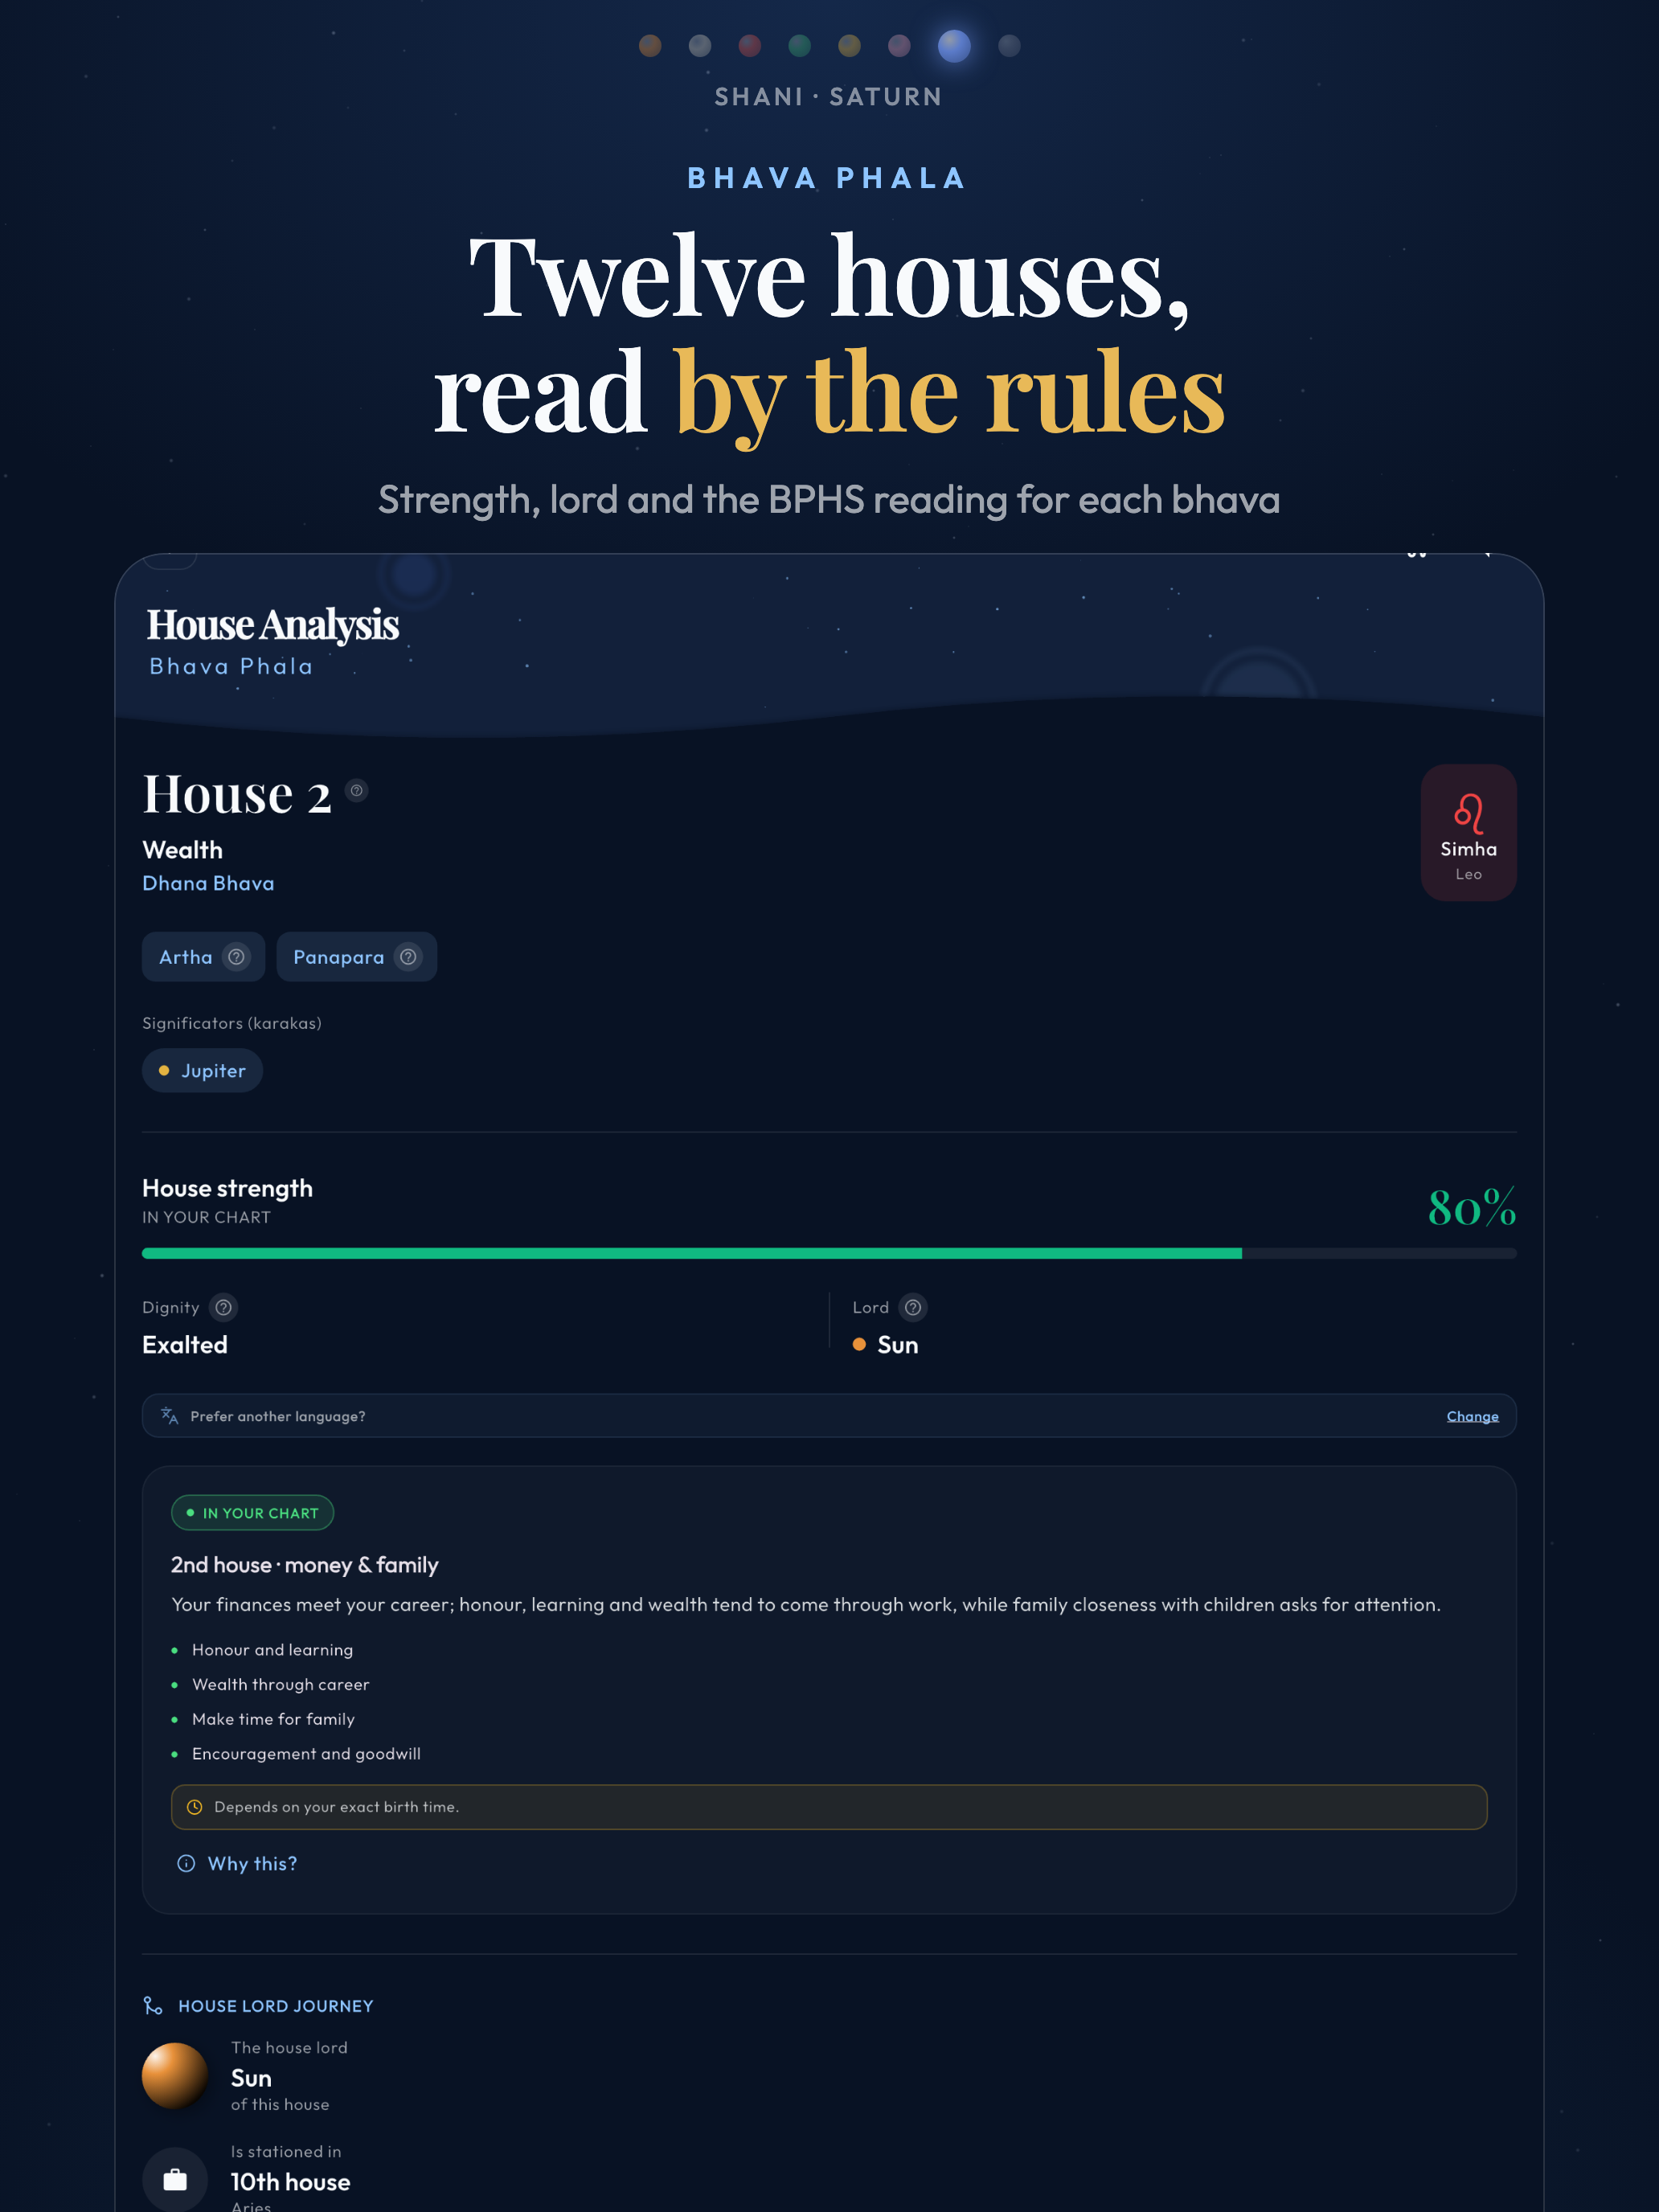 SHANI · SATURN
BHAVA PHALA
Twelve houses,
read by the rules
Strength, lord and the BPHS reading for each bhava
House Analysis
Bhava Phala
House 2
Wealth
Dhana Bhava
Simha
Leo
Artha
Panapara
Significators (karakas)
Jupiter
House strength
IN YOUR CHART
80%
Dignity
Exalted
Lord
Sun
Prefer another language?
Change
IN YOUR CHART
2nd house · money & family
Your finances meet your career; honour, learning and wealth tend to come through work, while family closeness with children asks for attention.
Honour and learning
Wealth through career
Make time for family
Encouragement and goodwill
Depends on your exact birth time.
Why this?
HOUSE LORD JOURNEY
The house lord
Sun
of this house
Is stationed in
10th house
Aries